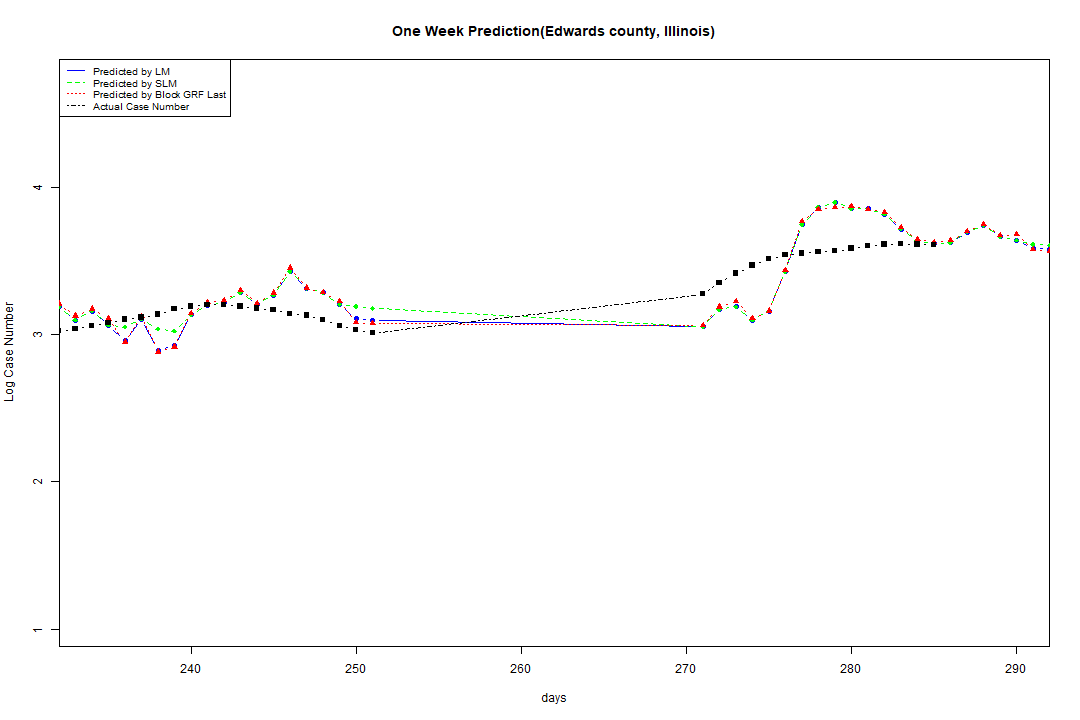 One Week Prediction(Edwards county, Illinois)
Predicted by LM
Predicted by SLM
Predicted by Block GRF Last
Actual Case Number
Log Case Number
4
3
2
1
240 250 260 270 280 290
days